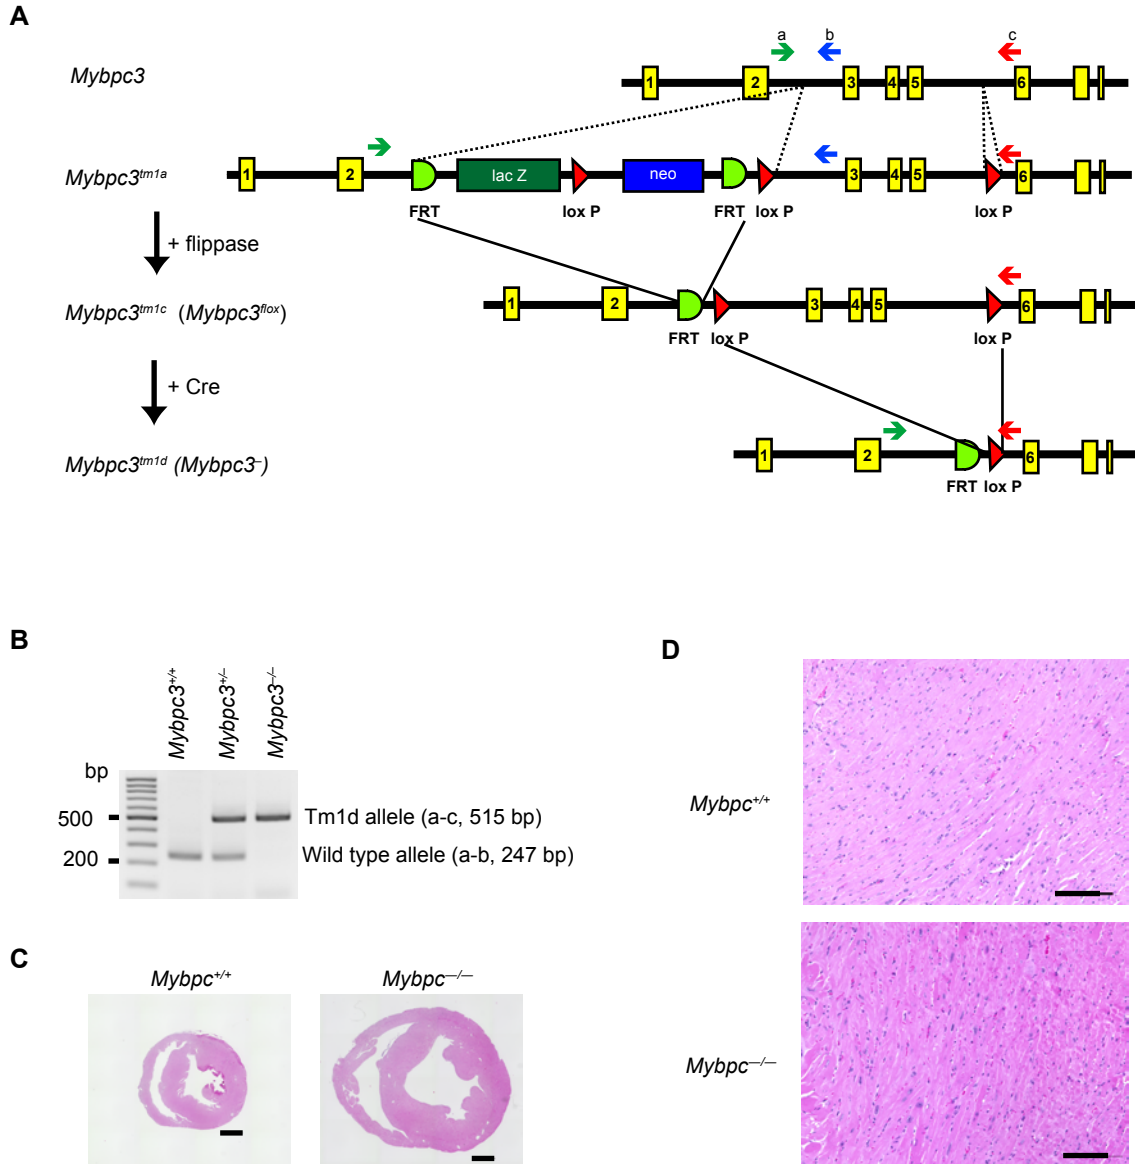 A
a b c
Mybpc3
1 2 3 4 5 6
Mybpc3tm1a
1 2 lac Z neo 3 4 5 6
FRT lox P FRT lox P lox P
+ flippase
Mybpc3tm1c (Mybpc3flox)
1 2 3 4 5 6
FRT lox P lox P
+ Cre
Mybpc3tm1d (Mybpc3–)
1 2 6
FRT lox P
B
Mybpc3+/+
Mybpc3+/–
Mybpc3–/–
bp
500
Tm1d allele (a-c, 515 bp)
200
Wild type allele (a-b, 247 bp)
C
Mybpc+/+
Mybpc—/—
D
Mybpc+/+
Mybpc—/—